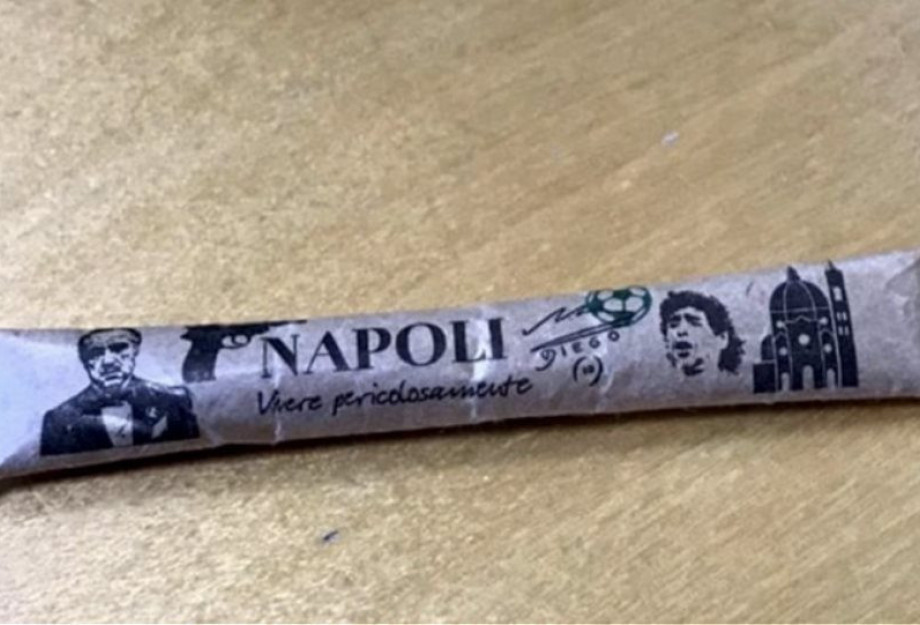 NAPOLI
Vivere pericolosamente
DIEGO
(10)